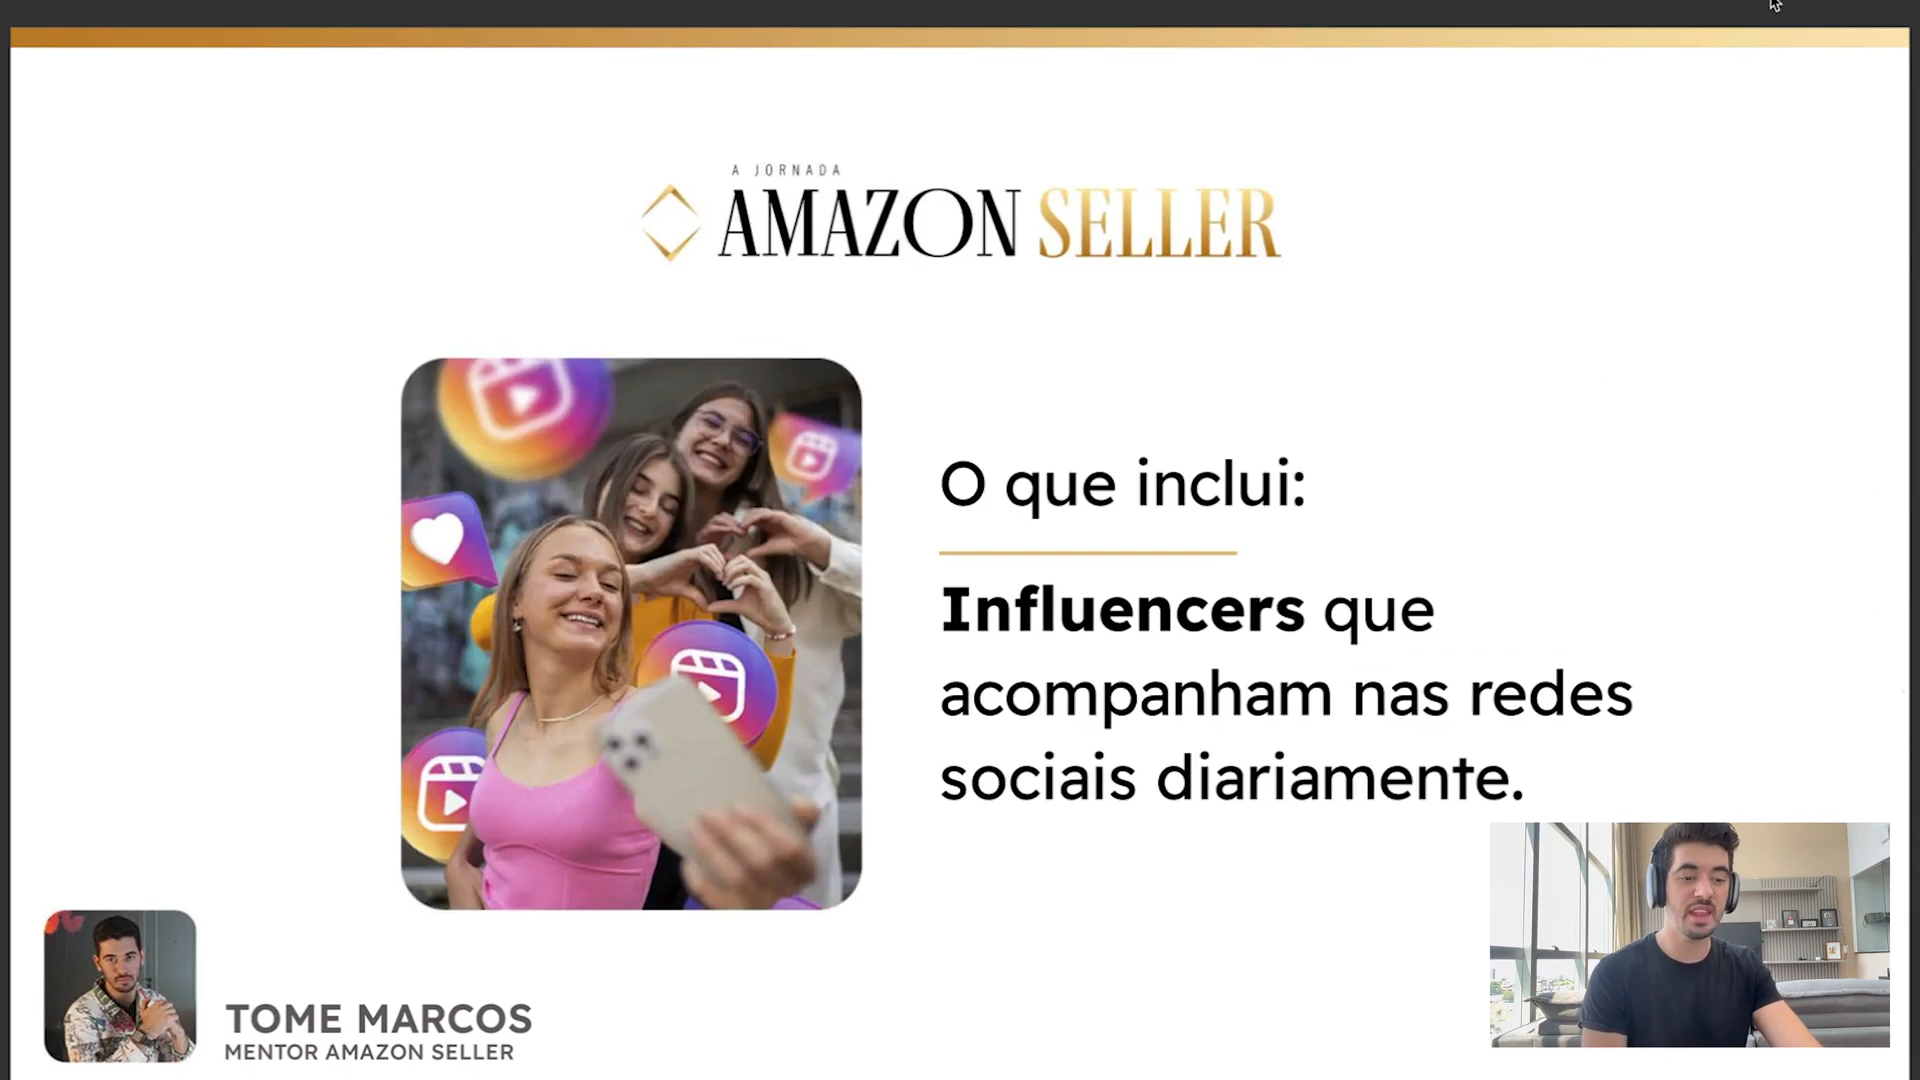 A JORNADA
AMAZON SELLER
O que inclui:
Influencers que
acompanham nas redes
sociais diariamente.
TOME MARCOS
MENTOR AMAZON SELLER